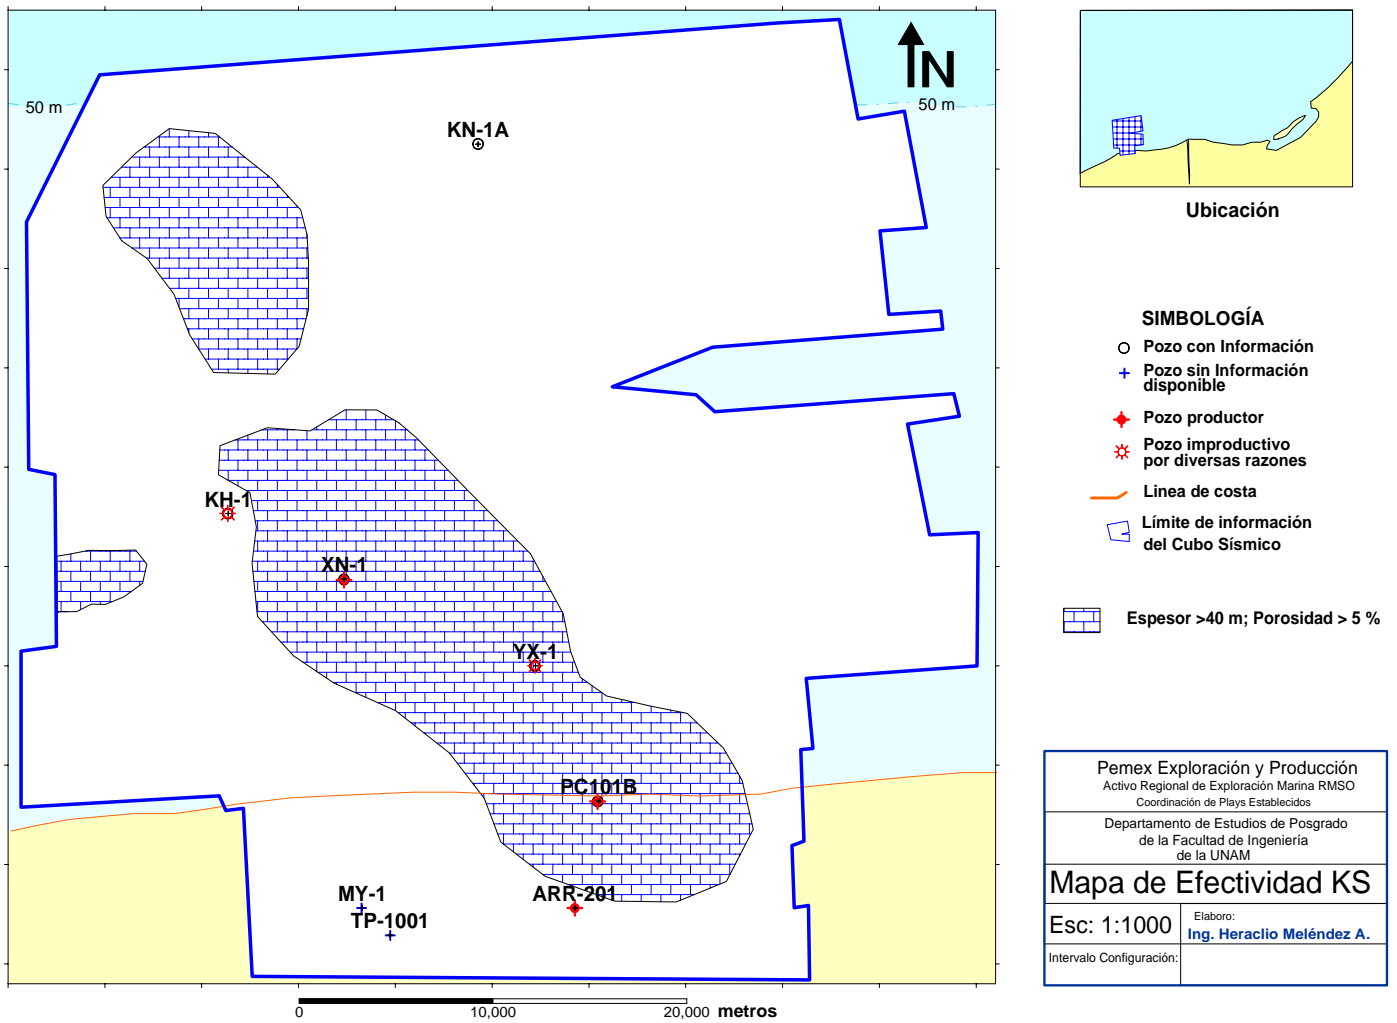 50 m
N
50 m
KN-1A
KH-1
XN-1
YX-1
PC101B
MY-1
ARR-201
TP-1001
0
10,000
20,000 metros
Ubicación
SIMBOLOGÍA
Pozo con Información
Pozo sin Información
disponible
Pozo productor
Pozo improductivo
por diversas razones
Linea de costa
Límite de información
del Cubo Sísmico
Espesor >40 m; Porosidad > 5 %
Pemex Exploración y Producción
Activo Regional de Exploración Marina RMSO
Coordinación de Plays Establecidos
Departamento de Estudios de Posgrado
de la Facultad de Ingeniería
de la UNAM
Mapa de Efectividad KS
Esc: 1:1000
Elaboro:
Ing. Heraclio Meléndez A.
Intervalo Configuración: